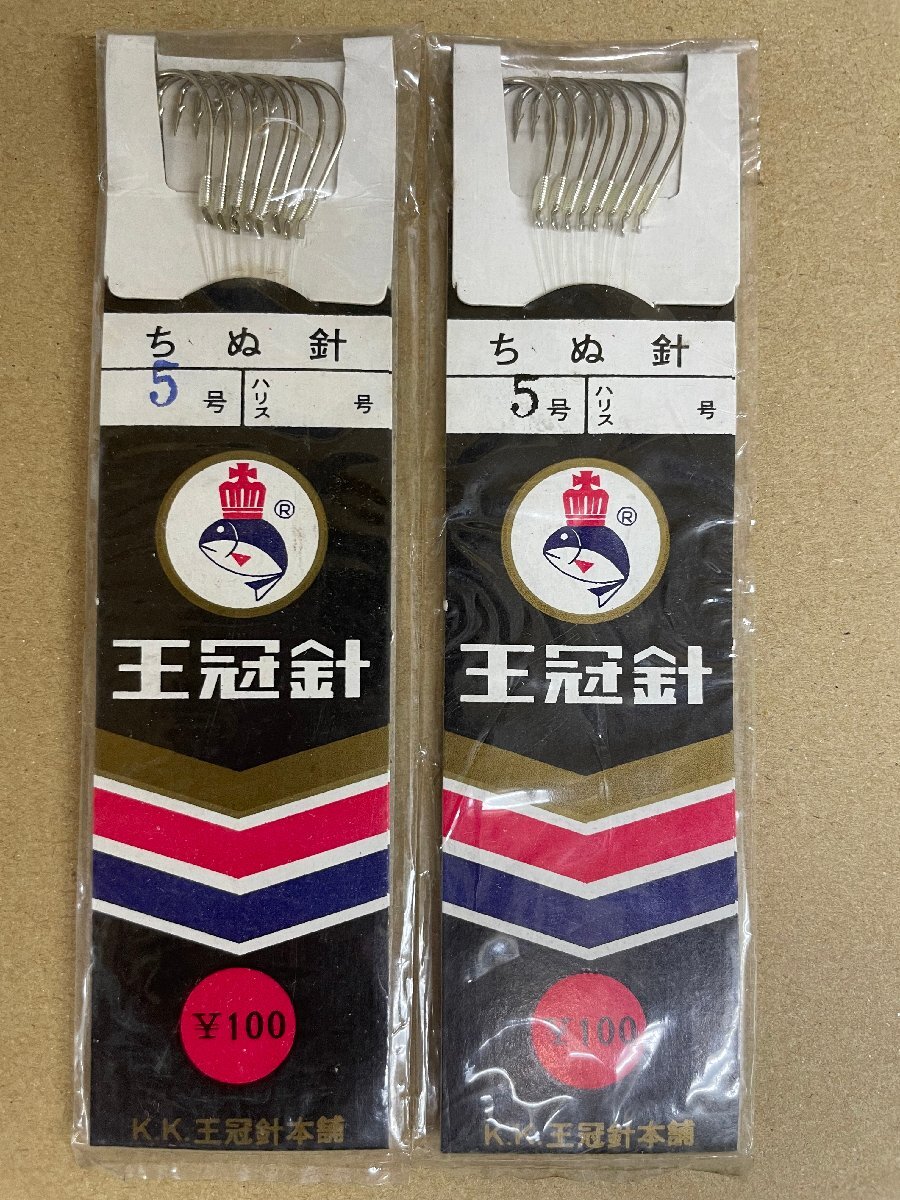 ちぬ針
5号 ハリス 号
®
王冠針
¥100
K.K.王冠針本舗
ちぬ針
5号 ハリス 号
®
王冠針
¥100
K.K.王冠針本舗